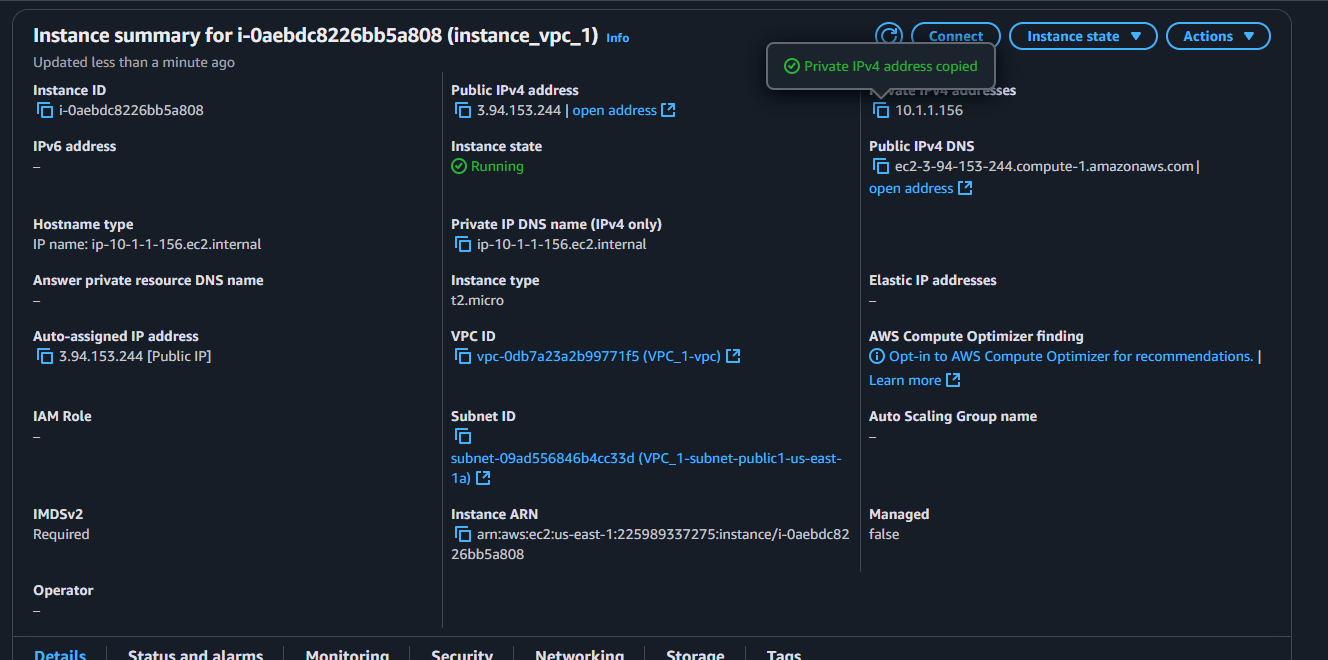 Instance summary for i-0aebdc8226bb5a808 (instance_vpc_1) Info
Connect
Instance state
Actions
Updated less than a minute ago
Private IPv4 address copied
Instance ID
i-0aebdc8226bb5a808
Public IPv4 address
3.94.153.244 | open address
Private IPv4 addresses
10.1.1.156
IPv6 address
–
Instance state
Running
Public IPv4 DNS
ec2-3-94-153-244.compute-1.amazonaws.com |
open address
Hostname type
IP name: ip-10-1-1-156.ec2.internal
Private IP DNS name (IPv4 only)
ip-10-1-1-156.ec2.internal
Answer private resource DNS name
–
Instance type
t2.micro
Elastic IP addresses
–
Auto-assigned IP address
3.94.153.244 [Public IP]
VPC ID
vpc-0db7a23a2b99771f5 (VPC_1-vpc)
AWS Compute Optimizer finding
Opt-in to AWS Compute Optimizer for recommendations. |
Learn more
IAM Role
–
Subnet ID
subnet-09ad556846b4cc33d (VPC_1-subnet-public1-us-east-
1a)
Auto Scaling Group name
–
IMDSv2
Required
Instance ARN
arn:aws:ec2:us-east-1:225989337275:instance/i-0aebdc82
26bb5a808
Managed
false
Operator
–
Details
Status and alarms
Monitoring
Security
Networking
Storage
Tags